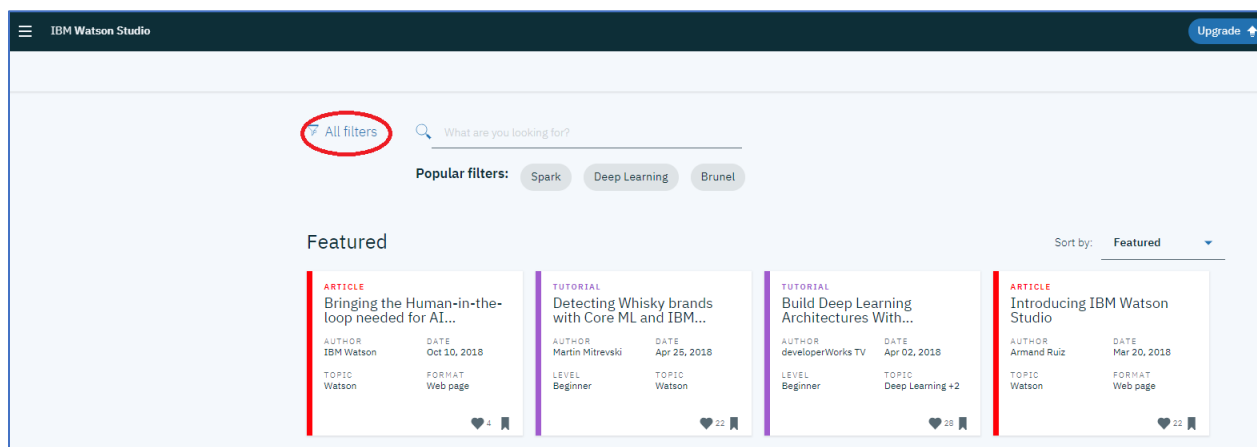 IBM Watson Studio
Upgrade
All filters
What are you looking for?
Popular filters: Spark Deep Learning Brunel
Featured
Sort by: Featured
ARTICLE
Bringing the Human-in-the-
loop needed for AI...
AUTHOR DATE
IBM Watson Oct 10, 2018
TOPIC FORMAT
Watson Web page
4
TUTORIAL
Detecting Whisky brands
with Core ML and IBM...
AUTHOR DATE
Martin Mitrevski Apr 25, 2018
LEVEL TOPIC
Beginner Watson
22
TUTORIAL
Build Deep Learning
Architectures With...
AUTHOR DATE
developerWorks TV Apr 02, 2018
LEVEL TOPIC
Beginner Deep Learning +2
28
ARTICLE
Introducing IBM Watson
Studio
AUTHOR DATE
Armand Ruiz Mar 20, 2018
TOPIC FORMAT
Watson Web page
22